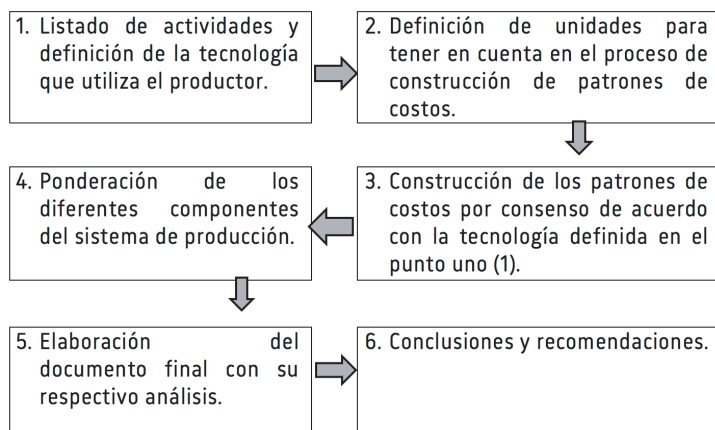 1. Listado de actividades y
definición de la tecnología
que utiliza el productor.
2. Definición de unidades para
tener en cuenta en el proceso de
construcción de patrones de
costos.
3. Construcción de los patrones de
costos por consenso de acuerdo
con la tecnología definida en el
punto uno (1).
4. Ponderación de los
diferentes componentes
del sistema de producción.
5. Elaboración del
documento final con su
respectivo análisis.
6. Conclusiones y recomendaciones.